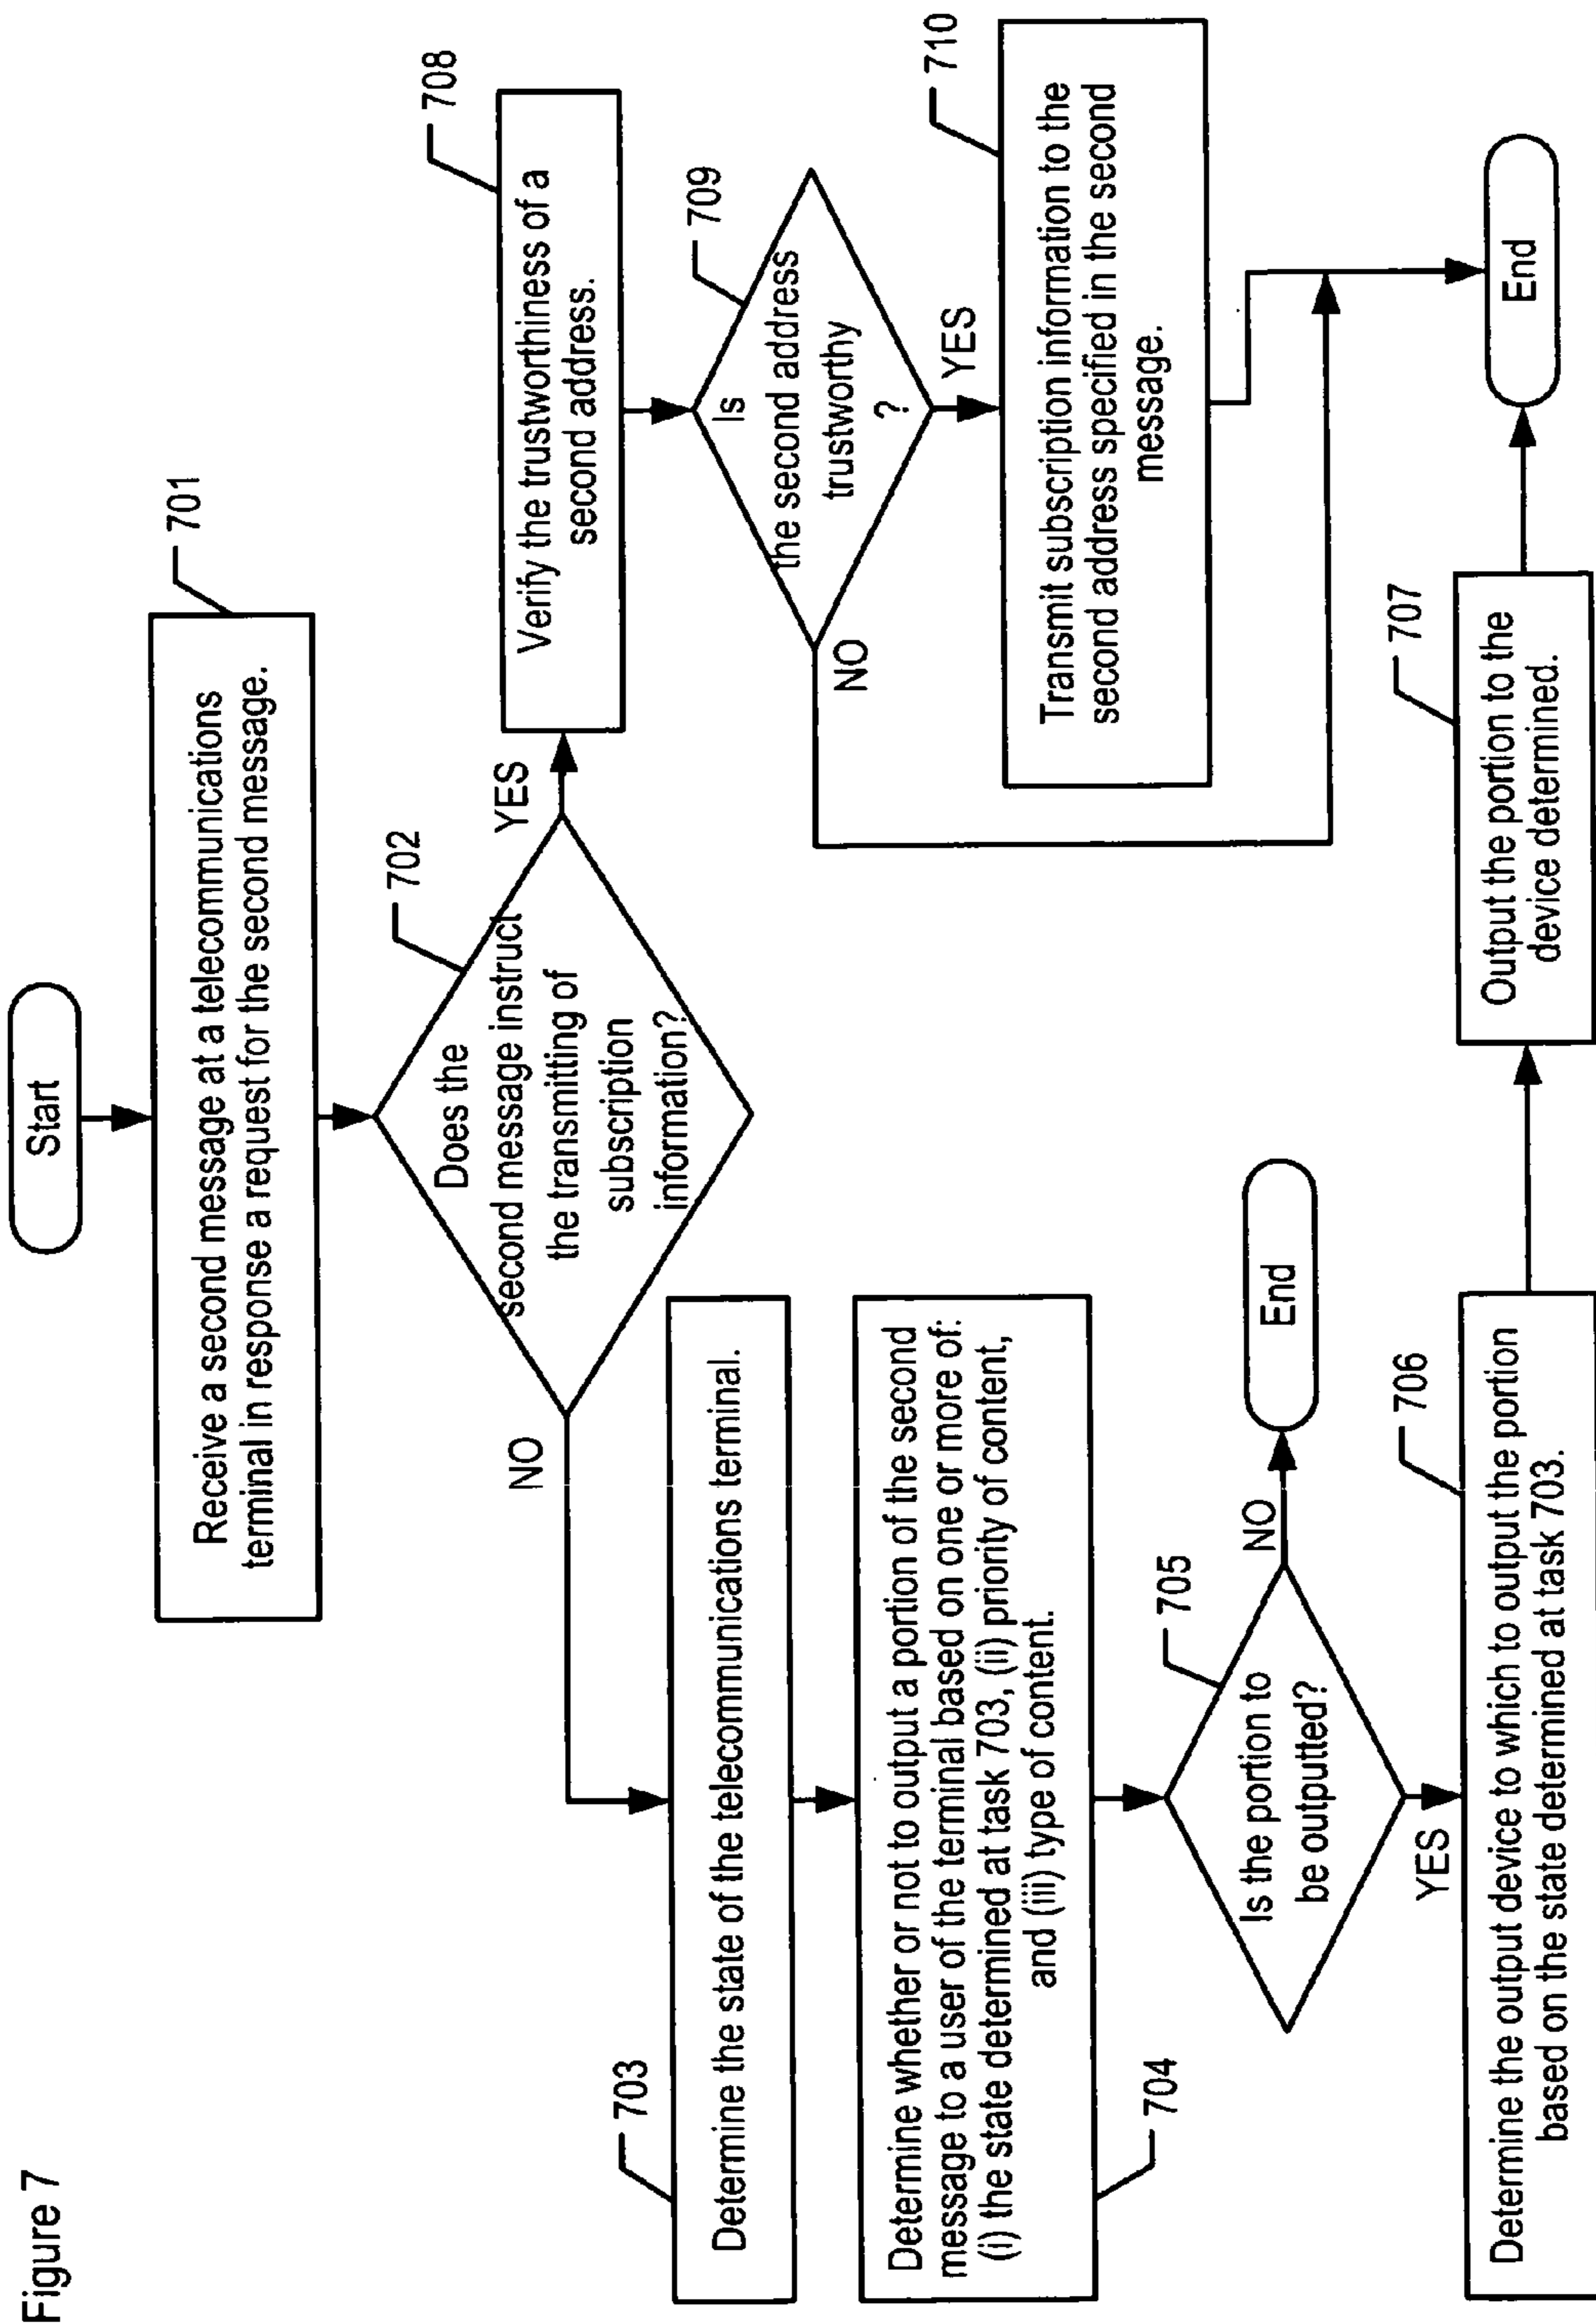 Figure 7
Start
701
Receive a second message at a telecommunications
terminal in response a request for the second message.
702
Does the
second message instruct
the transmitting of
subscription
information?
YES
NO
708
Verify the trustworthiness of a
second address.
709
Is
the second address
trustworthy
?
NO
YES
710
Transmit subscription information to the
second address specified in the second
message.
703
Determine the state of the telecommunications terminal.
704
Determine whether or not to output a portion of the second
message to a user of the terminal based on one or more of:
(i) the state determined at task 703, (ii) priority of content,
and (iii) type of content.
705
Is the portion to
be outputted?
NO
End
YES
706
Determine the output device to which to output the portion
based on the state determined at task 703.
707
Output the portion to the
device determined.
End